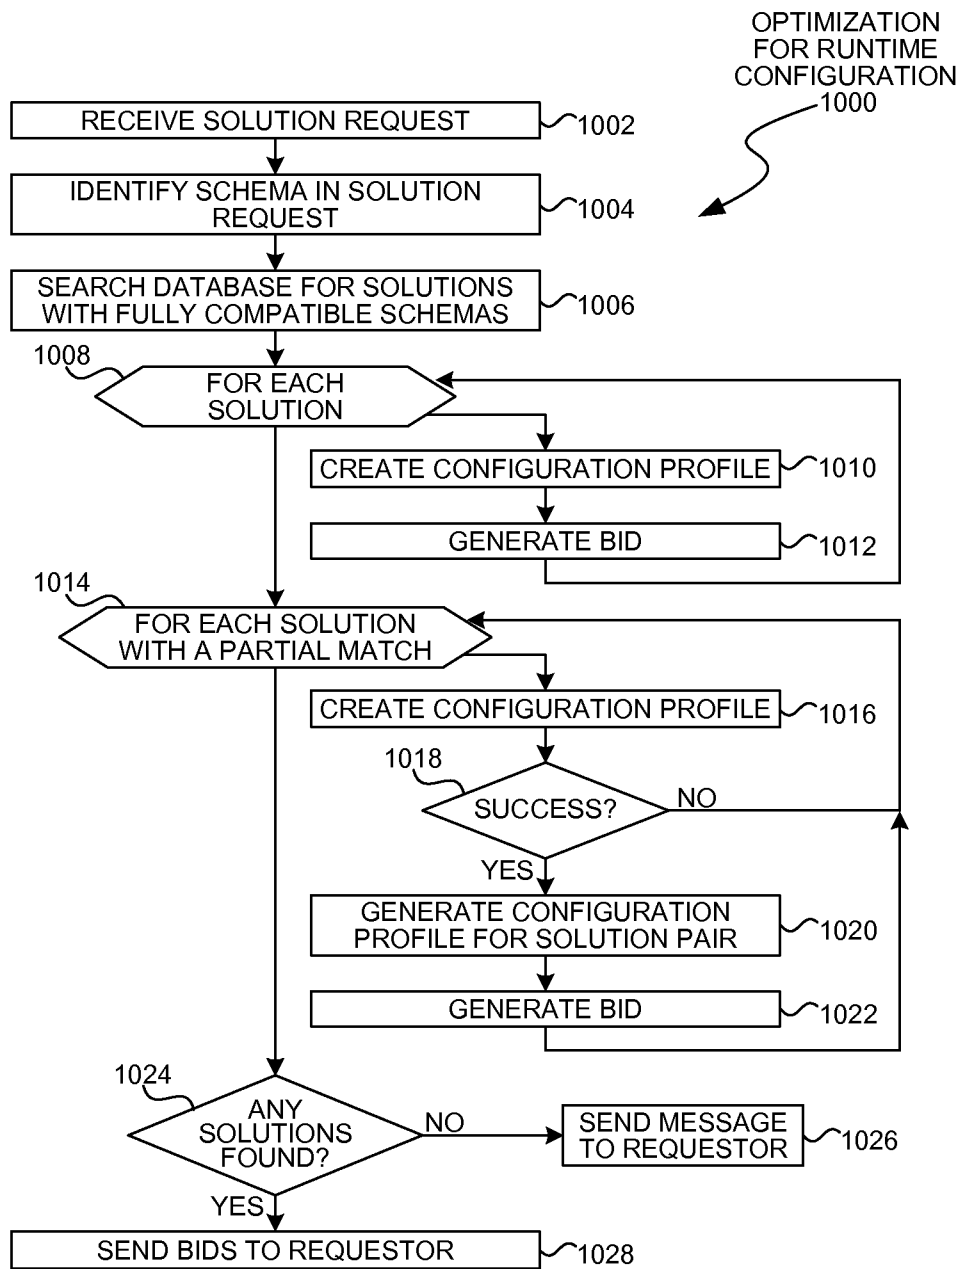 OPTIMIZATION
FOR RUNTIME
CONFIGURATION
1000
RECEIVE SOLUTION REQUEST
1002
IDENTIFY SCHEMA IN SOLUTION
REQUEST
1004
SEARCH DATABASE FOR SOLUTIONS
WITH FULLY COMPATIBLE SCHEMAS
1006
1008
FOR EACH
SOLUTION
CREATE CONFIGURATION PROFILE
1010
GENERATE BID
1012
1014
FOR EACH SOLUTION
WITH A PARTIAL MATCH
CREATE CONFIGURATION PROFILE
1016
1018
SUCCESS?
NO
YES
GENERATE CONFIGURATION
PROFILE FOR SOLUTION PAIR
1020
GENERATE BID
1022
1024
ANY
SOLUTIONS
FOUND?
NO
SEND MESSAGE
TO REQUESTOR
1026
YES
SEND BIDS TO REQUESTOR
1028